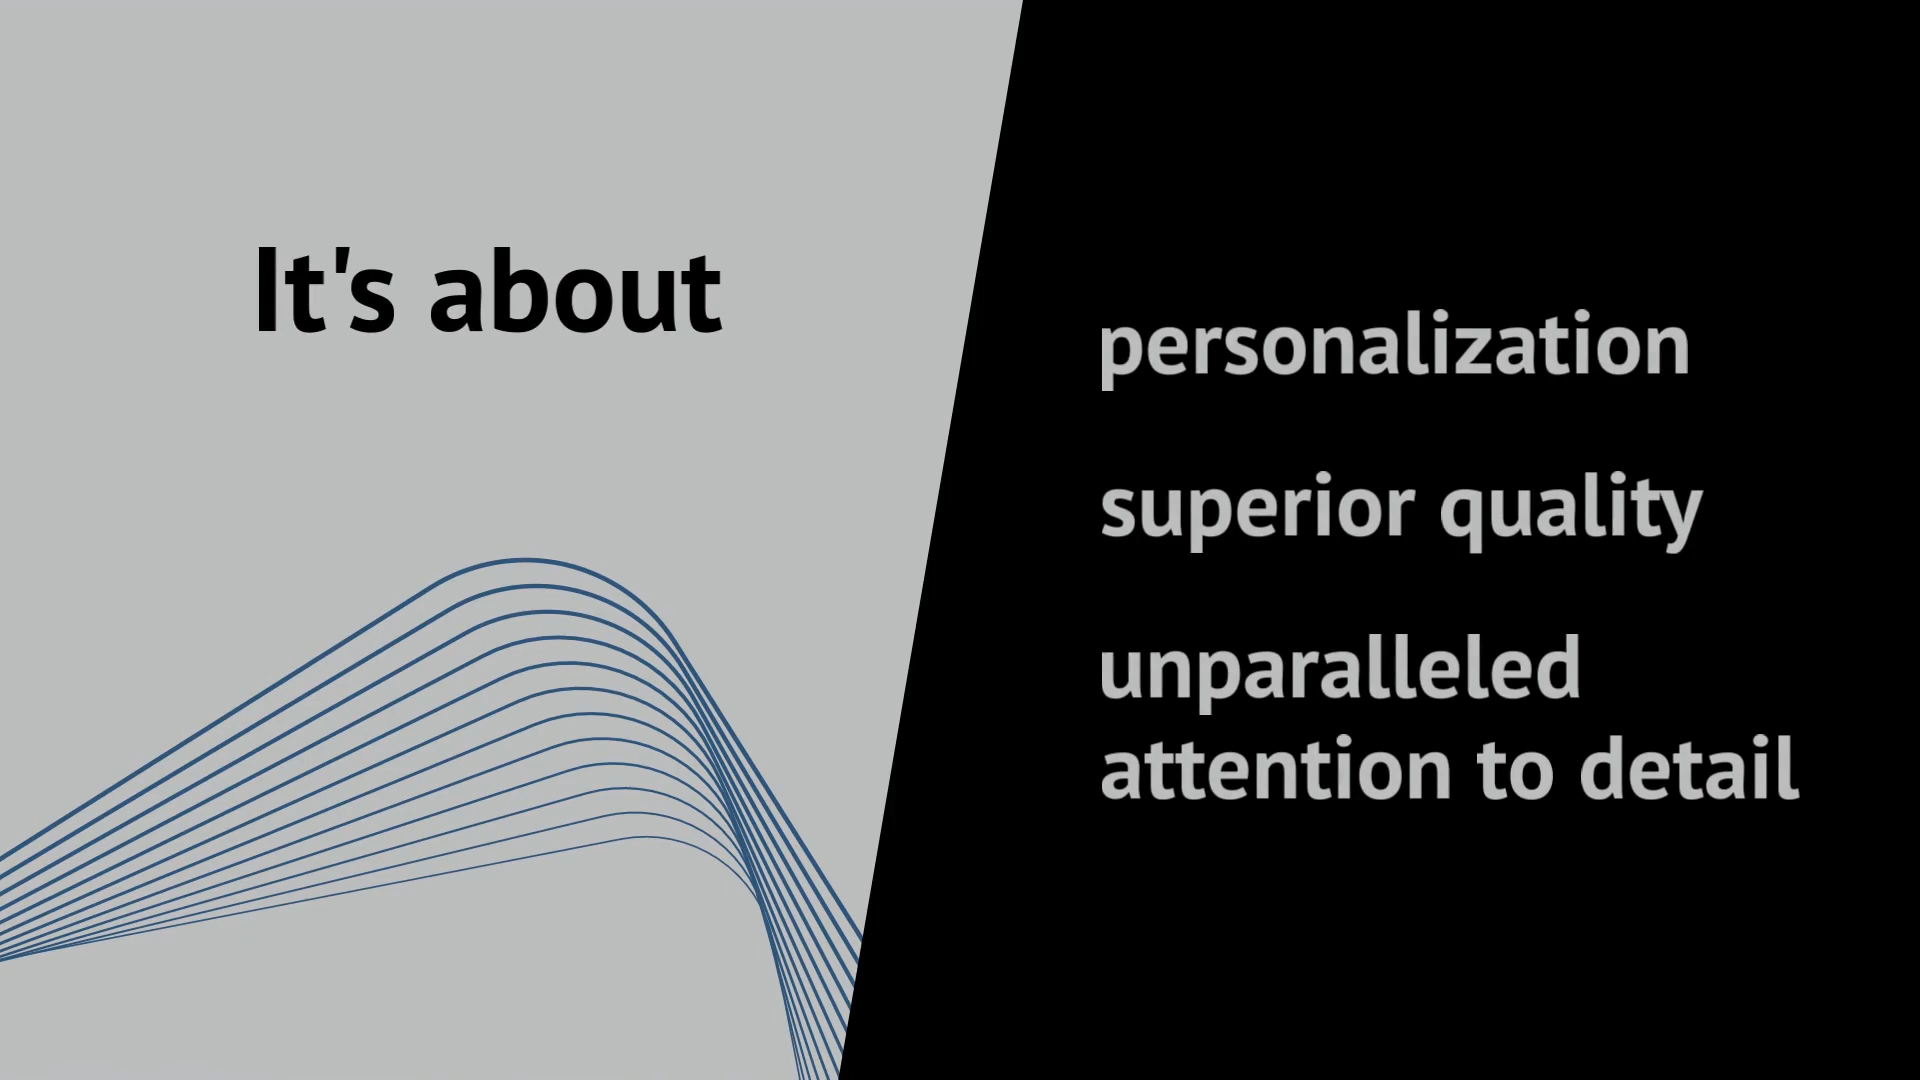 It's about
personalization
superior quality
unparalleled
attention to detail